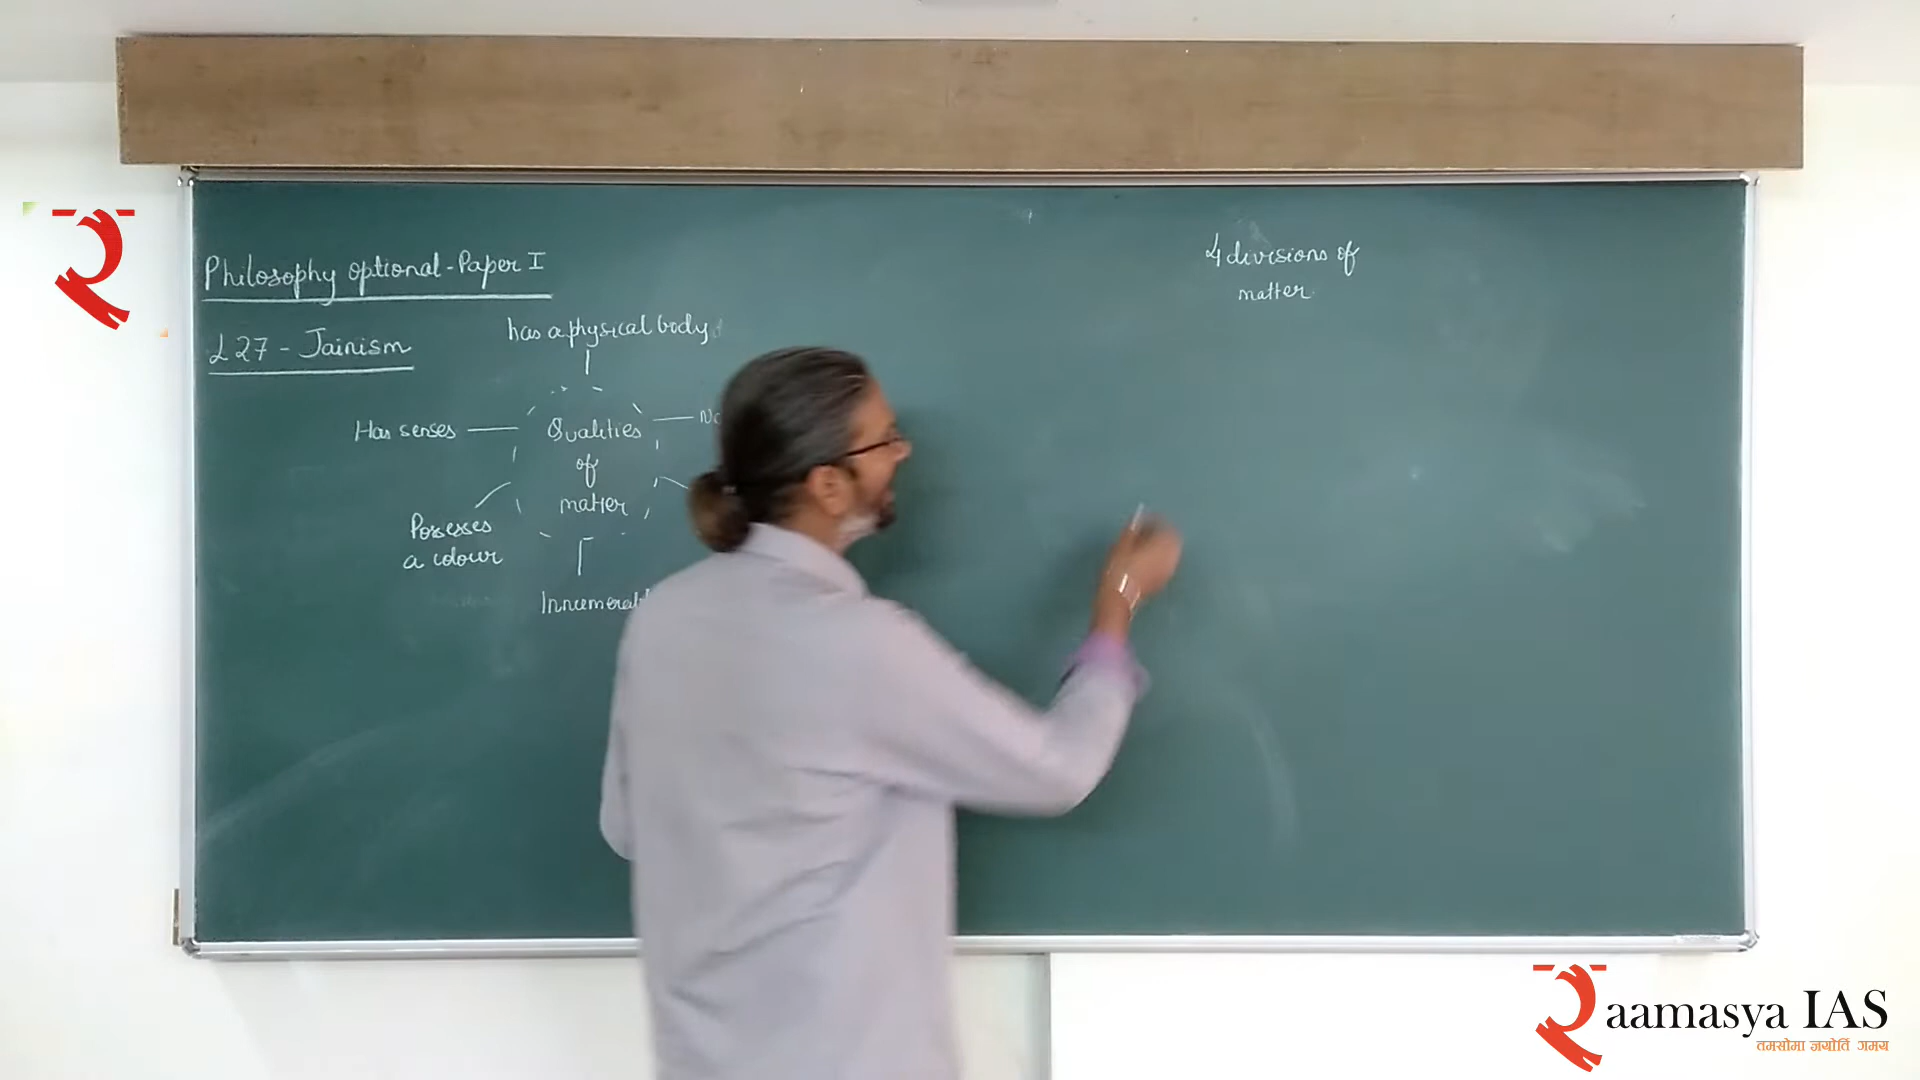 Philosophy optional - Paper I
L27 - Jainism
has a physical body
Has senses
Qualities
of
matter
Possesses
a colour
4 divisions of
matter
aamasya IAS
तमसोमा ज्योर्ति गमय